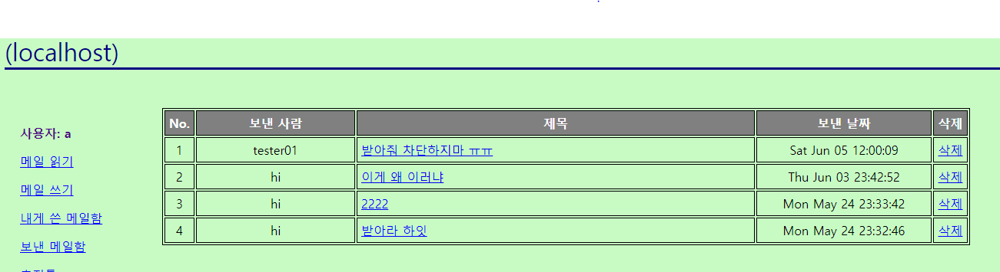 (localhost)
사용자: a
메일 읽기
메일 쓰기
내게 쓴 메일함
보낸 메일함
No. 보낸 사람 제목 보낸 날짜 삭제
1 tester01 받아줘 차단하지마 ㅠㅠ Sat Jun 05 12:00:09 삭제
2 hi 이게 왜 이러냐 Thu Jun 03 23:42:52 삭제
3 hi 2222 Mon May 24 23:33:42 삭제
4 hi 받아라 하잇 Mon May 24 23:32:46 삭제